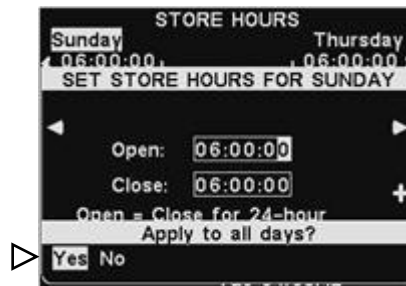 STORE HOURS
Sunday Thursday
06:00:00 06:00:00
SET STORE HOURS FOR SUNDAY
Open: 06:00:00
Close: 06:00:00
Open = Close for 24-hour
Apply to all days?
Yes No